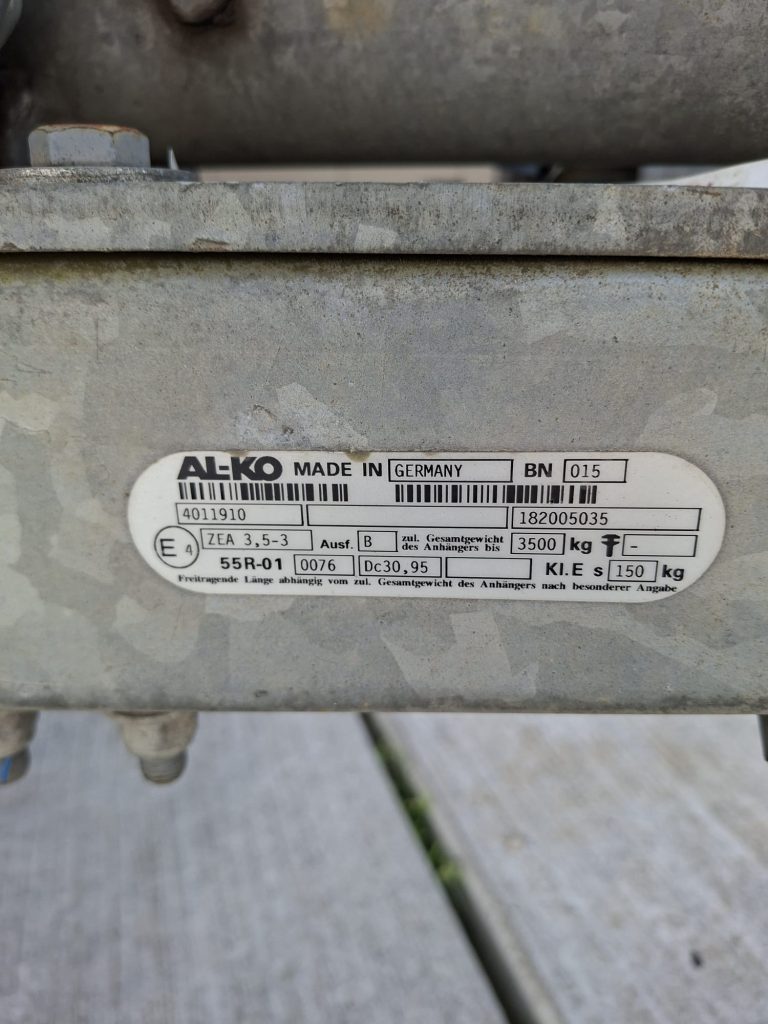 AL-KO MADE IN GERMANY BN 015
4011910 182005035
E4 ZEA 3,5-3 Ausf. B zul. Gesamtgewicht des Anhängers bis 3500 kg -
55R-01 0076 Dc30,95 KI.E s 150 kg
Freitragende Länge abhängig vom zul. Gesamtgewicht des Anhängers nach besonderer Angabe